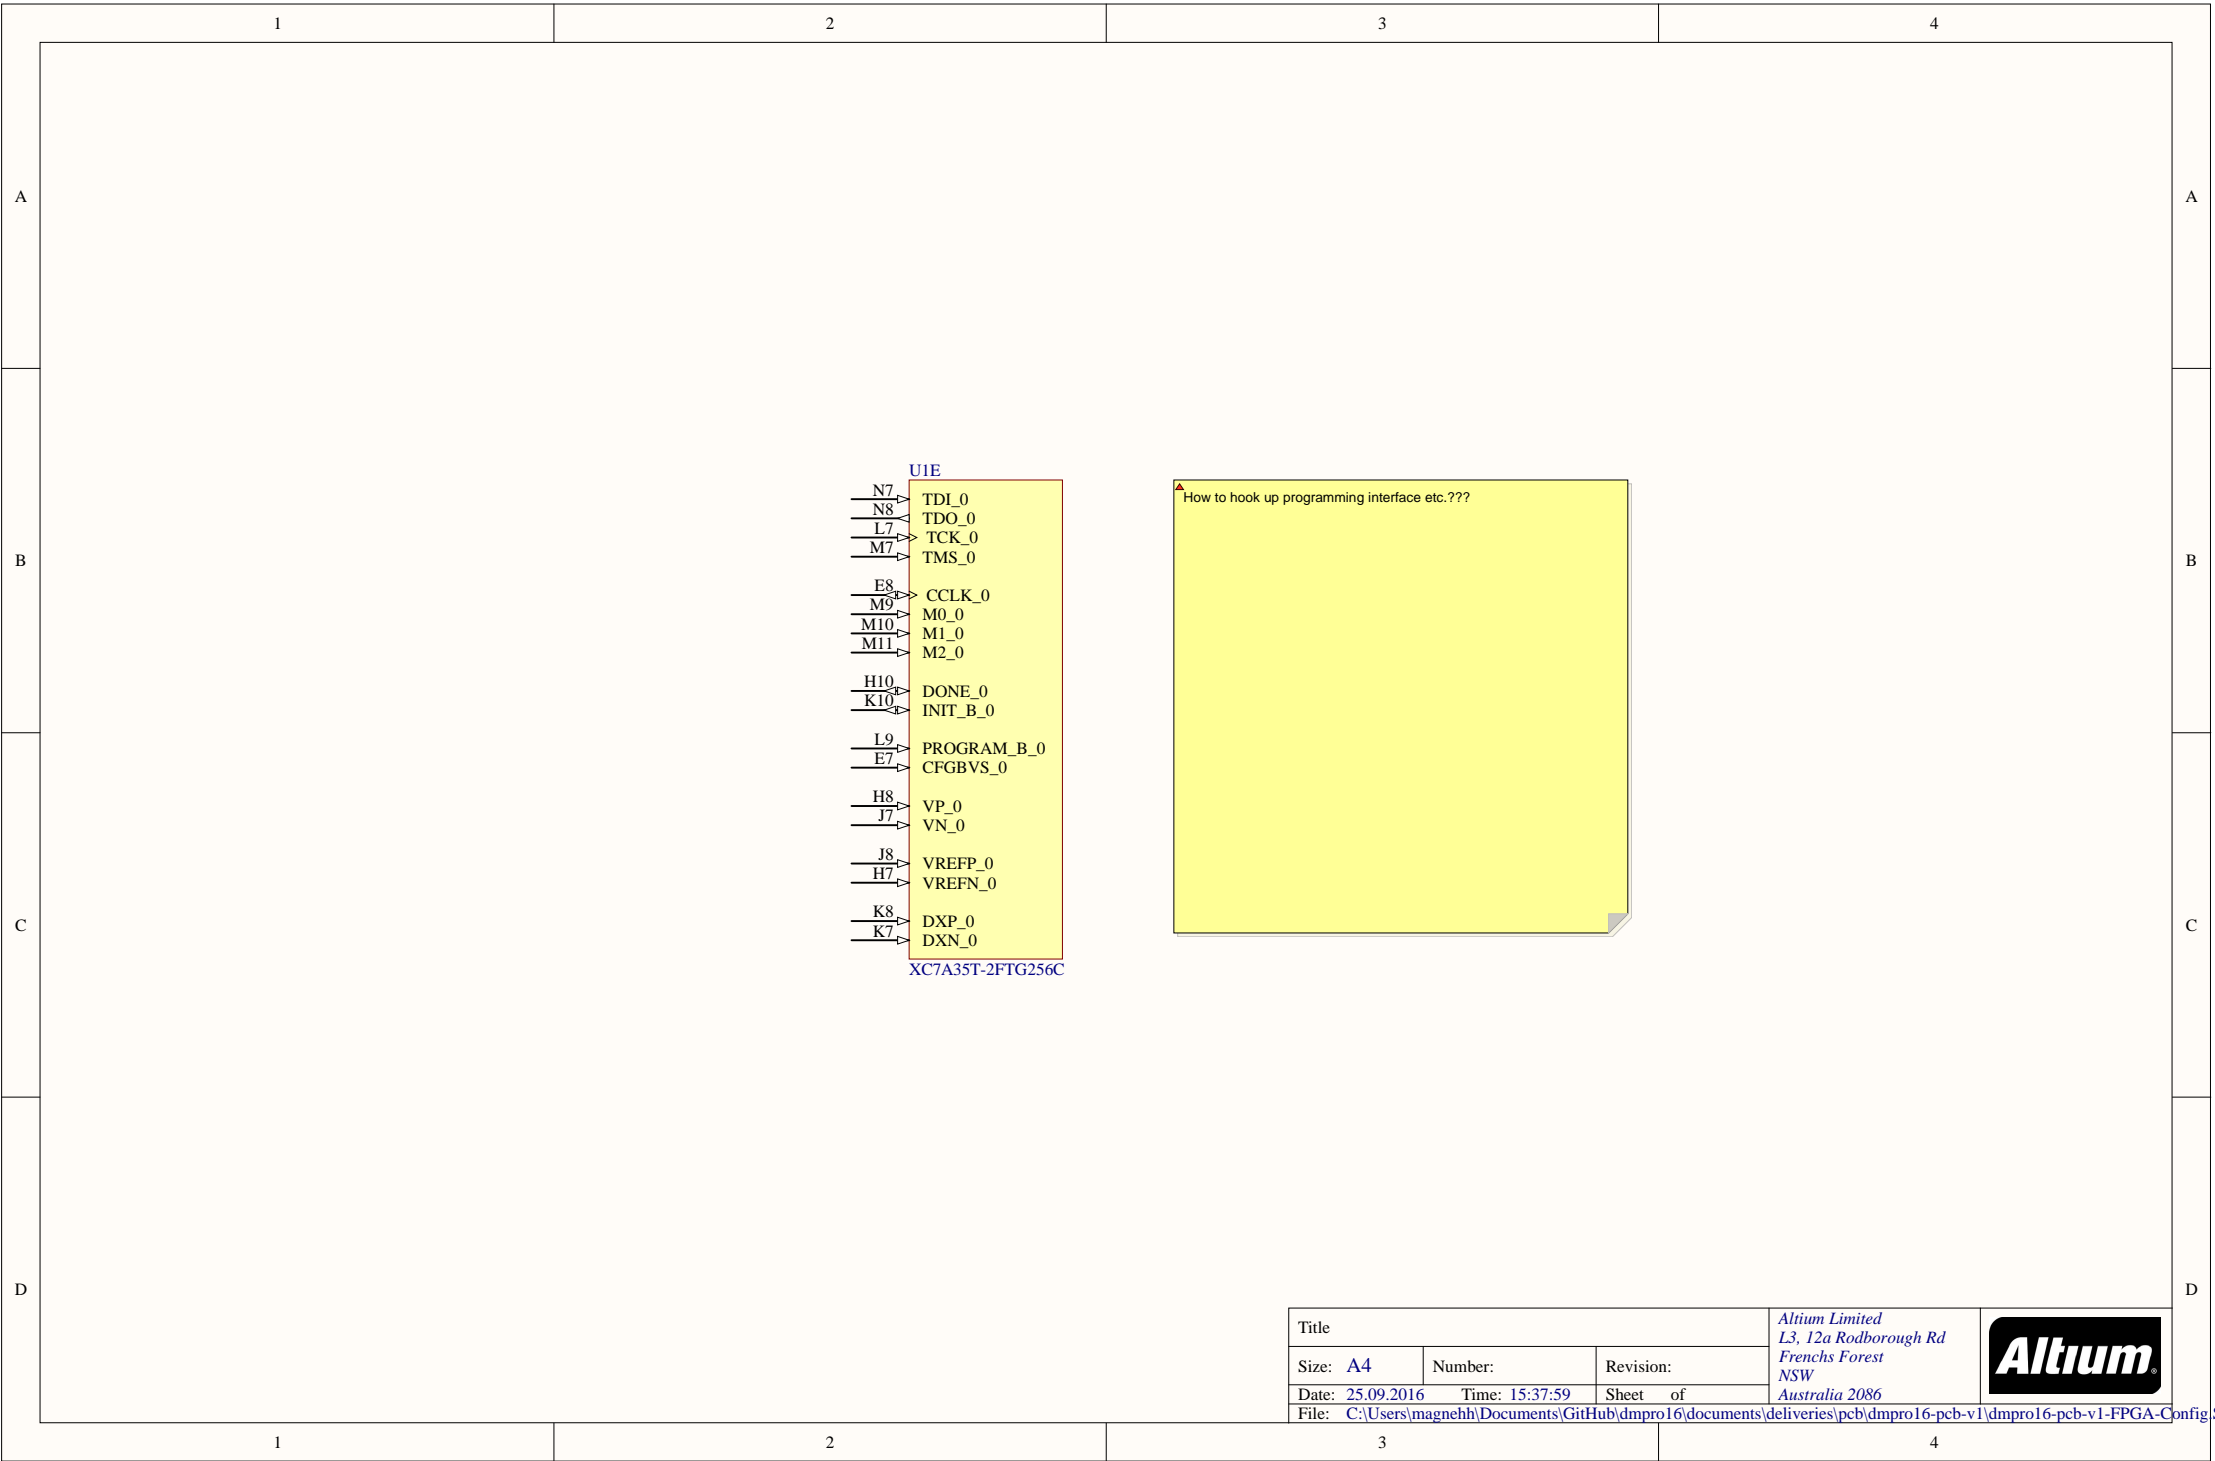 1 2 3 4
A A
U1E
N7 TDI_0
N8 TDO_0
L7 TCK_0
M7 TMS_0
E8 CCLK_0
M9 M0_0
M10 M1_0
M11 M2_0
H10 DONE_0
K10 INIT_B_0
L9 PROGRAM_B_0
E7 CFGBVS_0
H8 VP_0
J7 VN_0
J8 VREFP_0
H7 VREFN_0
K8 DXP_0
K7 DXN_0
XC7A35T-2FTG256C
How to hook up programming interface etc.???
B B
C C
D D
Title
Size: A4 Number: Revision:
Date: 25.09.2016 Time: 15:37:59 Sheet of
File: C:\Users\magnehh\Documents\GitHub\dmpro16\documents\deliveries\pcb\dmpro16-pcb-v1\dmpro16-pcb-v1-FPGA-Config.
Altium Limited
L3, 12a Rodborough Rd
Frenchs Forest
NSW
Australia 2086
Altium
1 2 3 4